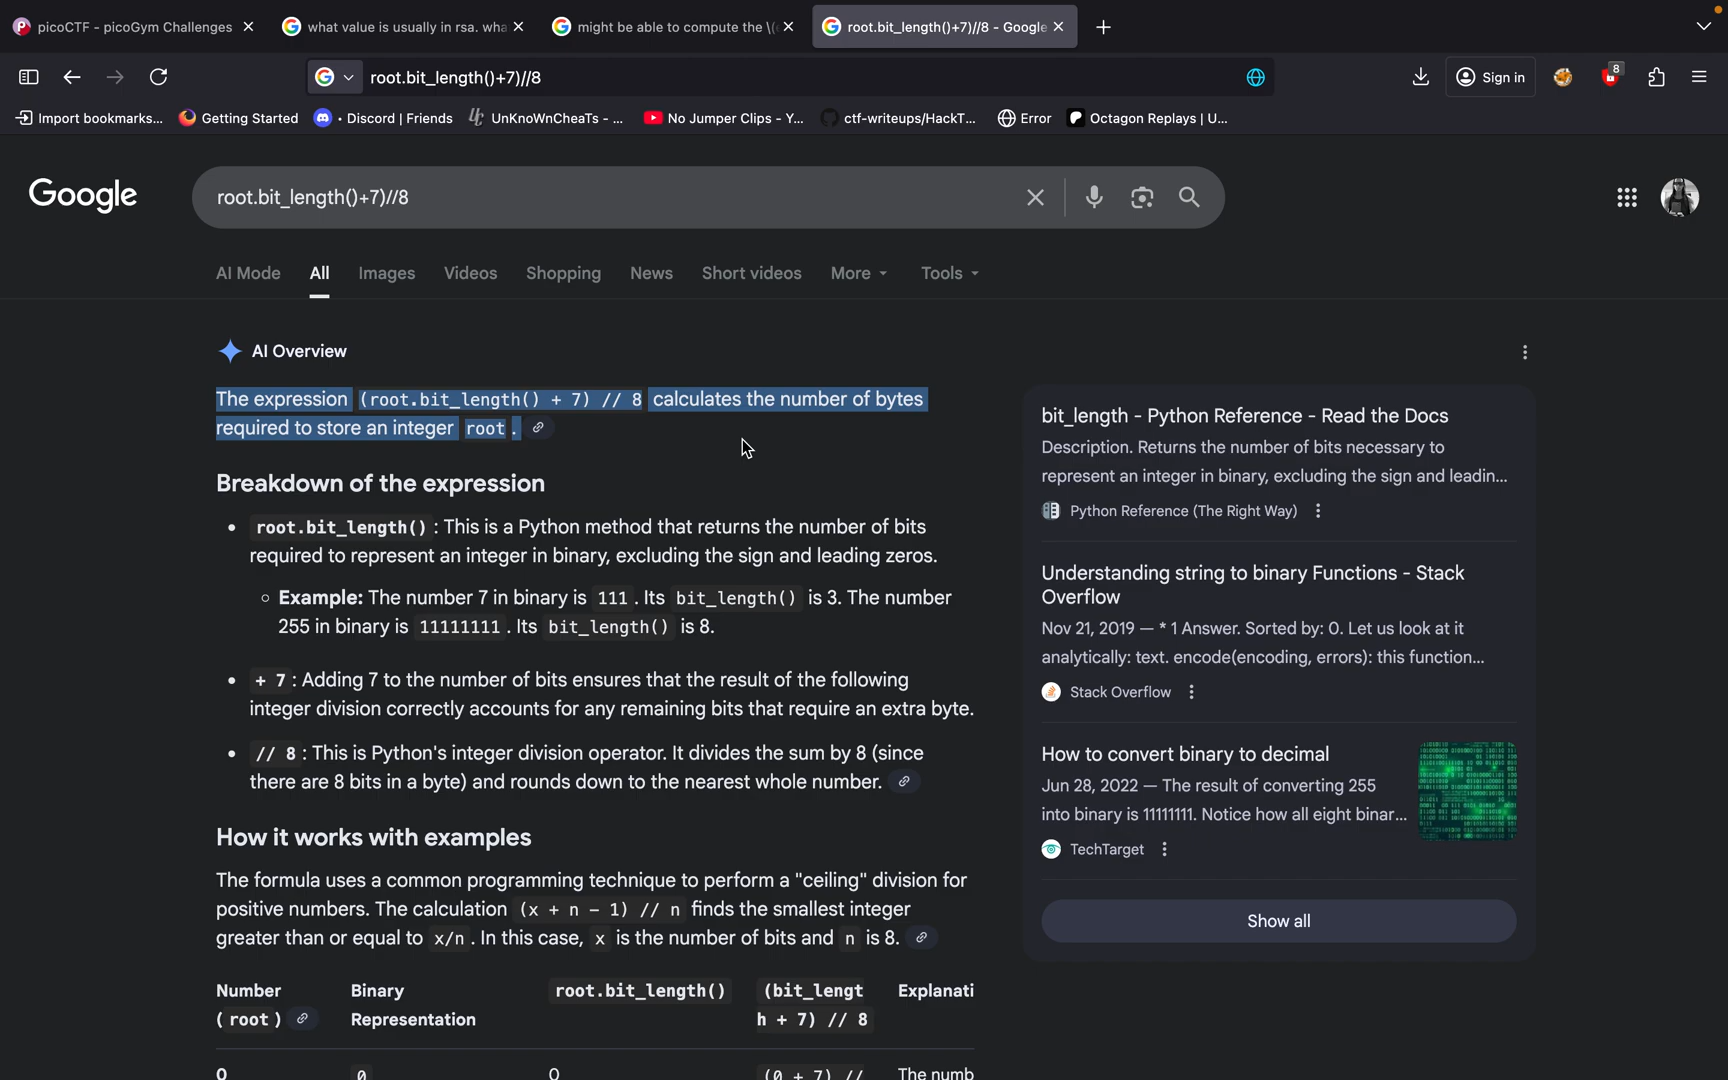 picoCTF - picoGym Challenges
what value is usually in rsa. wha
might be able to compute the \(
root.bit_length()+7)//8 - Google
root.bit_length()+7)//8
Sign in
8
Import bookmarks...
Getting Started
• Discord | Friends
UnKnoWnCheaTs - ...
No Jumper Clips - Y...
ctf-writeups/HackT...
Error
Octagon Replays | U...
Google
root.bit_length()+7)//8
AI Mode
All
Images
Videos
Shopping
News
Short videos
More
Tools
AI Overview
The expression (root.bit_length() + 7) // 8 calculates the number of bytes
required to store an integer root .
Breakdown of the expression
• root.bit_length() : This is a Python method that returns the number of bits
required to represent an integer in binary, excluding the sign and leading zeros.
○ Example: The number 7 in binary is 111 . Its bit_length() is 3. The number
255 in binary is 11111111 . Its bit_length() is 8.
• + 7 : Adding 7 to the number of bits ensures that the result of the following
integer division correctly accounts for any remaining bits that require an extra byte.
• // 8 : This is Python's integer division operator. It divides the sum by 8 (since
there are 8 bits in a byte) and rounds down to the nearest whole number.
How it works with examples
The formula uses a common programming technique to perform a "ceiling" division for
positive numbers. The calculation (x + n - 1) // n finds the smallest integer
greater than or equal to x/n . In this case, x is the number of bits and n is 8.
Number
( root )
Binary
Representation
root.bit_length()
(bit_lengt
h + 7) // 8
Explanati
0
0
0
(0 + 7) //
The numb
bit_length - Python Reference - Read the Docs
Description. Returns the number of bits necessary to
represent an integer in binary, excluding the sign and leadin...
Python Reference (The Right Way)
Understanding string to binary Functions - Stack
Overflow
Nov 21, 2019 — * 1 Answer. Sorted by: 0. Let us look at it
analytically: text. encode(encoding, errors): this function...
Stack Overflow
How to convert binary to decimal
Jun 28, 2022 — The result of converting 255
into binary is 11111111. Notice how all eight binar...
TechTarget
Show all